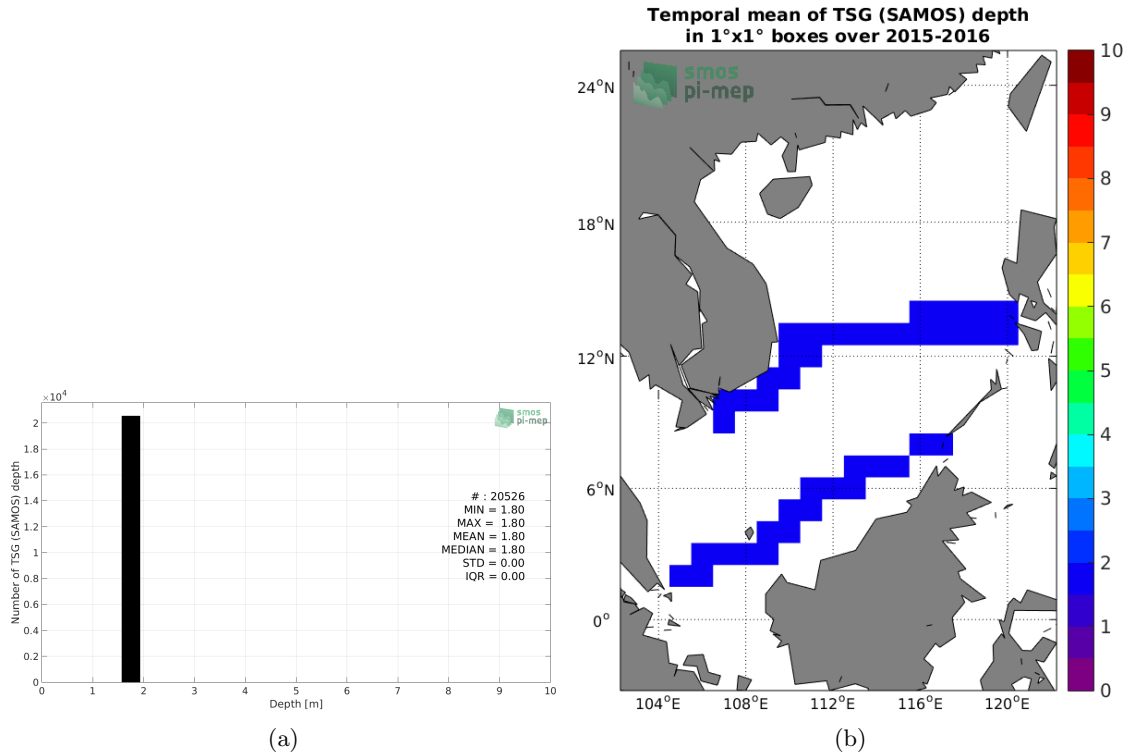 Temporal mean of TSG (SAMOS) depth
in 1°x1° boxes over 2015-2016
smos
pi-mep
24°N
18°N
12°N
6°N
0°
104°E
108°E
112°E
116°E
120°E
10
9
8
7
6
5
4
3
2
1
0
×10⁴
smos
pi-mep
2
1.8
1.6
1.4
1.2
1
0.8
0.6
0.4
0.2
0
Number of TSG (SAMOS) depth
# : 20526
MIN = 1.80
MAX = 1.80
MEAN = 1.80
MEDIAN = 1.80
STD = 0.00
IQR = 0.00
0 1 2 3 4 5 6 7 8 9 10
Depth [m]
(a)
(b)